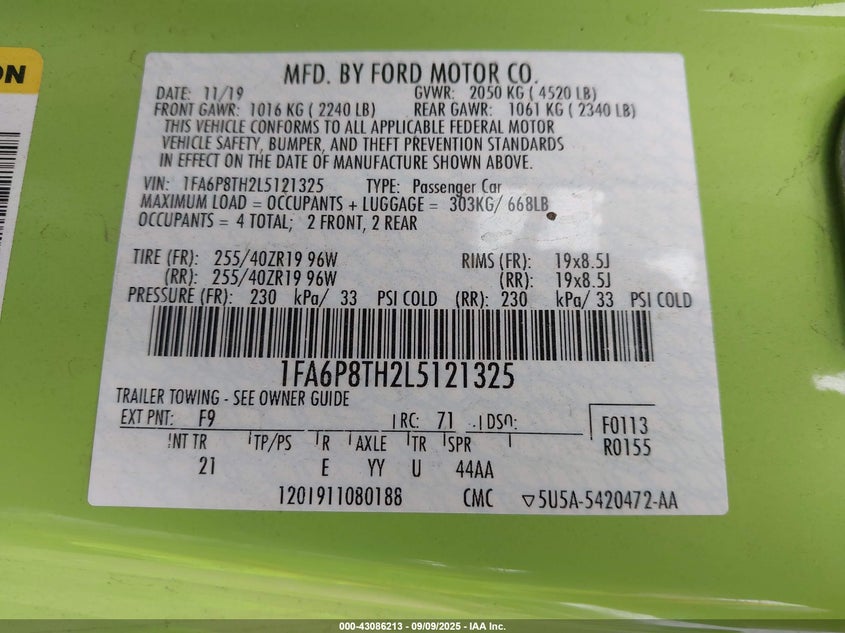 ON
MFD. BY FORD MOTOR CO.
DATE: 11/19 GVWR: 2050 KG ( 4520 LB)
FRONT GAWR: 1016 KG ( 2240 LB) REAR GAWR: 1061 KG ( 2340 LB)
THIS VEHICLE CONFORMS TO ALL APPLICABLE FEDERAL MOTOR
VEHICLE SAFETY, BUMPER, AND THEFT PREVENTION STANDARDS
IN EFFECT ON THE DATE OF MANUFACTURE SHOWN ABOVE.
VIN: 1FA6P8TH2L5121325 TYPE: Passenger Car
MAXIMUM LOAD = OCCUPANTS + LUGGAGE = 303KG/ 668LB
OCCUPANTS = 4 TOTAL; 2 FRONT, 2 REAR
TIRE (FR): 255/40ZR19 96W RIMS (FR): 19x8.5J
(RR): 255/40ZR19 96W (RR): 19x8.5J
PRESSURE (FR): 230 kPa/ 33 PSI COLD (RR): 230 kPa/ 33 PSI COLD
1FA6P8TH2L5121325
TRAILER TOWING - SEE OWNER GUIDE
EXT PNT: F9 RC: 71 DSO: F0113
INT TR TP/PS R AXLE TR SPR R0155
21 E YY U 44AA
1201911080188 CMC ▽5U5A-5420472-AA
000-43086213 - 09/09/2025 - IAA Inc.